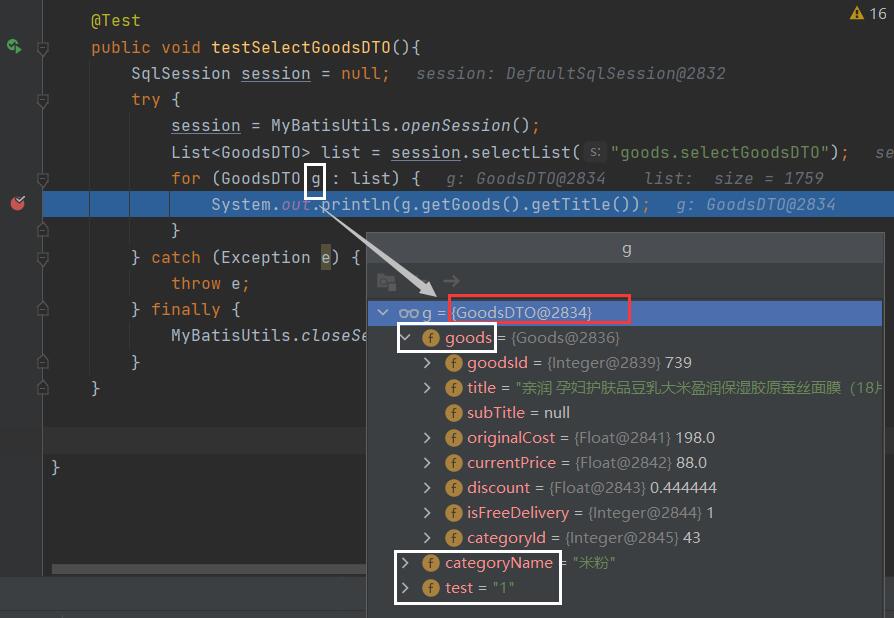 16
@Test
public void testSelectGoodsDTO(){
SqlSession session = null; session: DefaultSqlSession@2832
try {
session = MyBatisUtils.openSession();
List<GoodsDTO> list = session.selectList( s: "goods.selectGoodsDTO"); se
for (GoodsDTO g : list) { g: GoodsDTO@2834 list: size = 1759
System.out.println(g.getGoods().getTitle()); g: GoodsDTO@2834
}
} catch (Exception e) {
throw e;
} finally {
MyBatisUtils.closeSe
}
}
}
g
g = {GoodsDTO@2834}
f goods = {Goods@2836}
f goodsId = {Integer@2839} 739
f title = "亲润 孕妇护肤品豆乳大米盈润保湿胶原蚕丝面膜（18片
f subTitle = null
f originalCost = {Float@2841} 198.0
f currentPrice = {Float@2842} 88.0
f discount = {Float@2843} 0.444444
f isFreeDelivery = {Integer@2844} 1
f categoryId = {Integer@2845} 43
f categoryName = "米粉"
f test = "1"